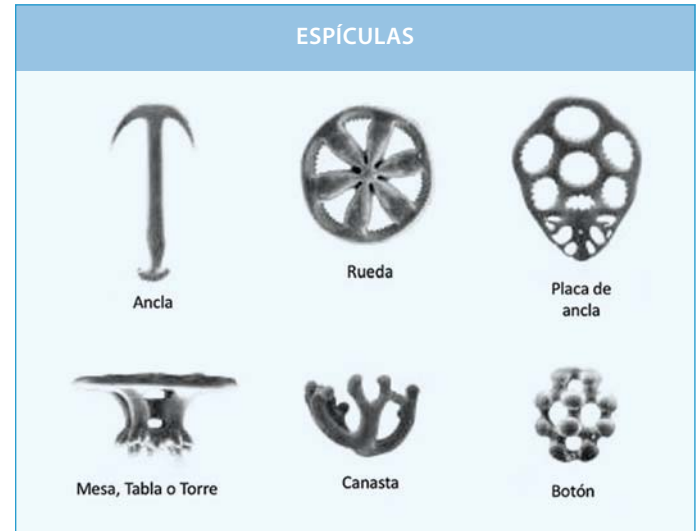 ESPÍCULAS
Ancla
Rueda
Placa de
ancla
Mesa, Tabla o Torre
Canasta
Botón